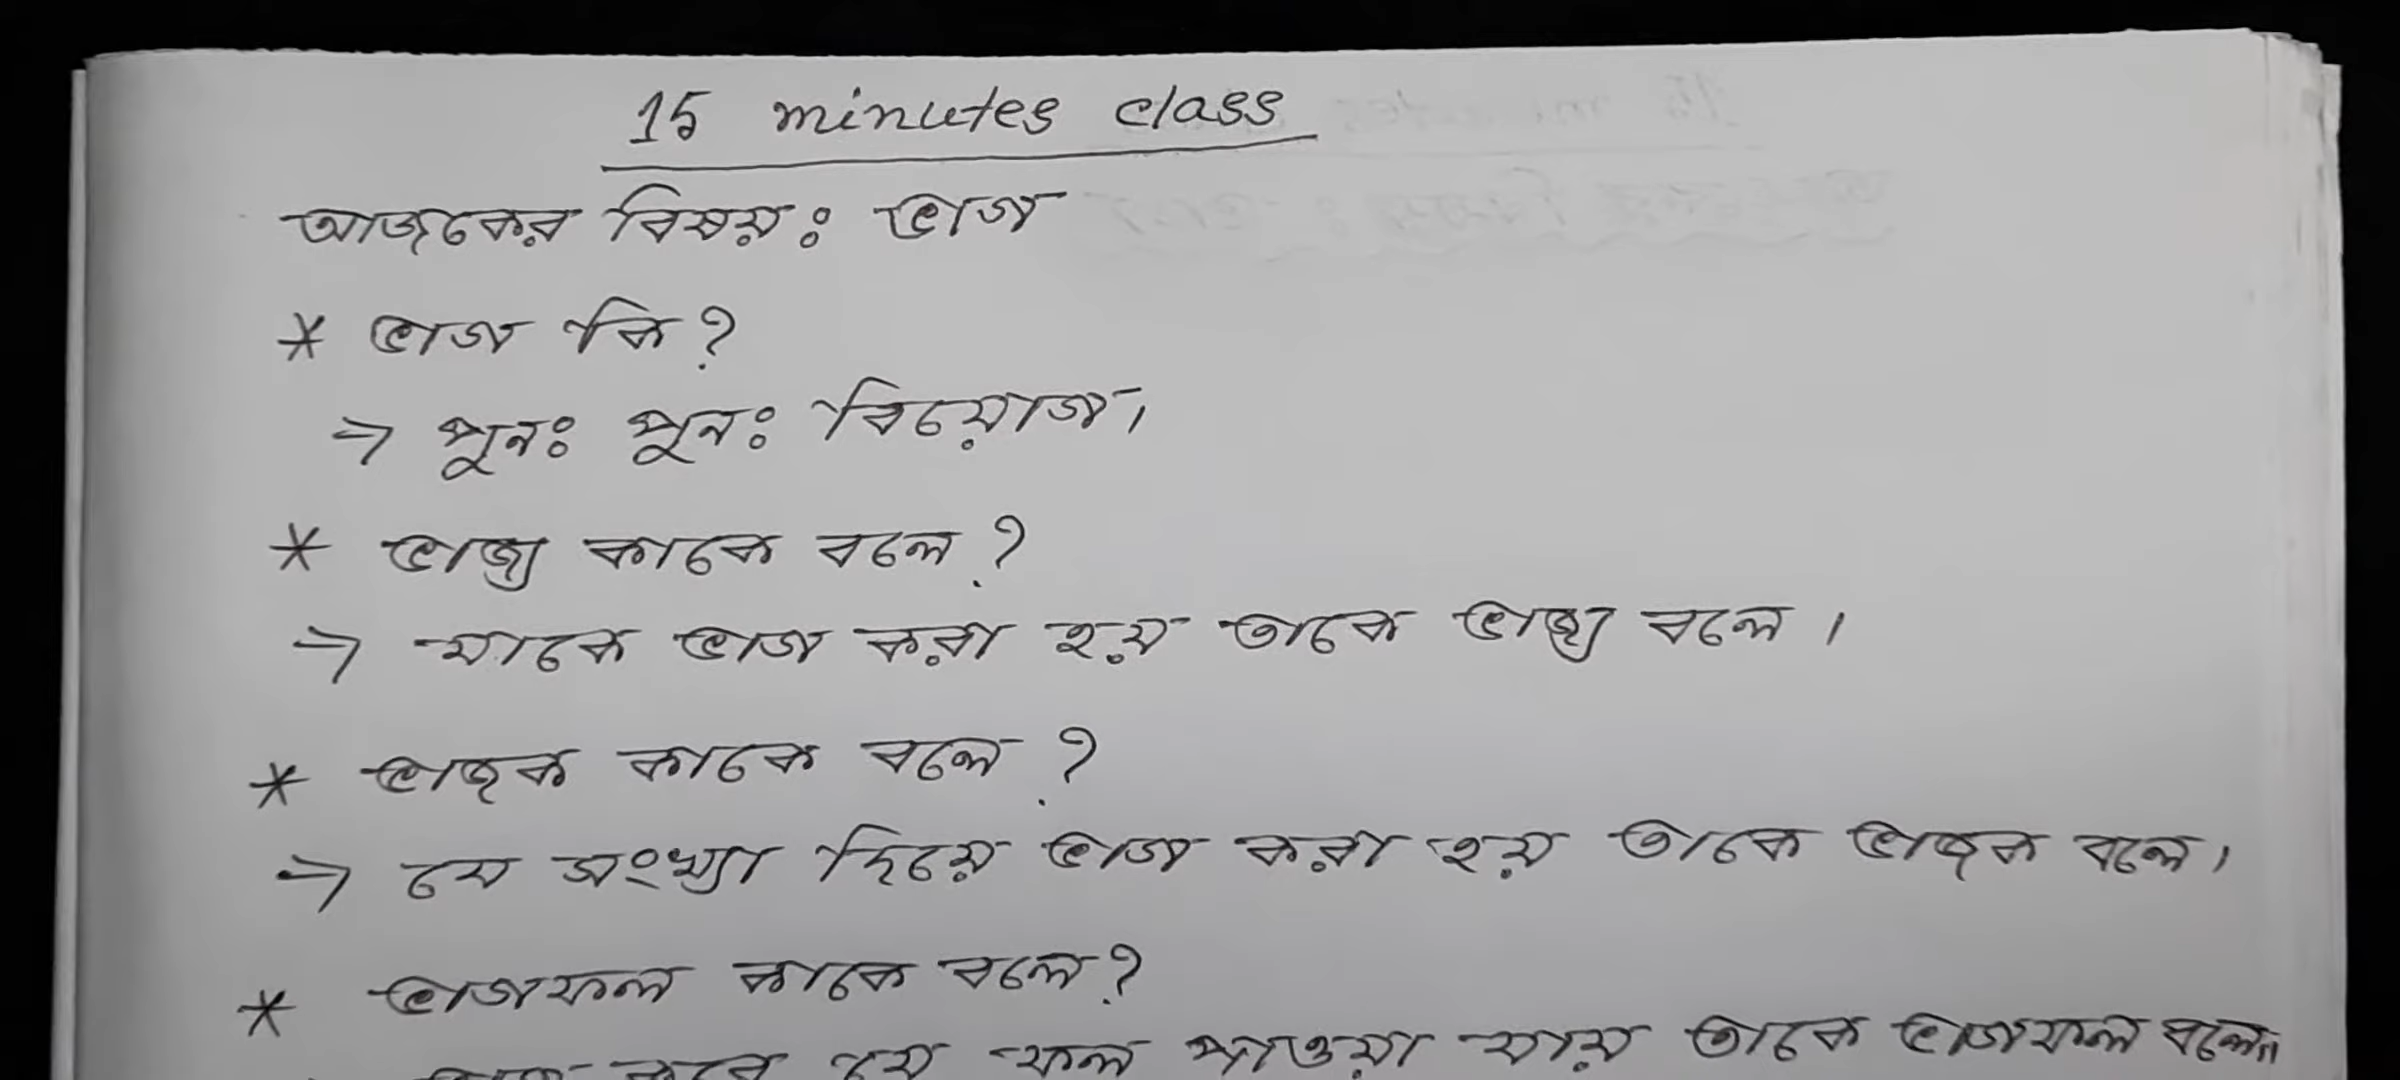 15 minutes class
আজকের বিষয়ঃ ভাগ
* ভাগ কি?
→ পুনঃ পুনঃ বিয়োগ।
* ভাজ্য কাকে বলে?
→ যাকে ভাগ করা হয় তাকে ভাজ্য বলে।
* ভাজক কাকে বলে?
→ যে সংখ্যা দিয়ে ভাগ করা হয় তাকে ভাজক বলে।
* ভাগফল কাকে বলে?
ভাগ করে যে ফল পাওয়া যায় তাকে ভাগফল বলে।